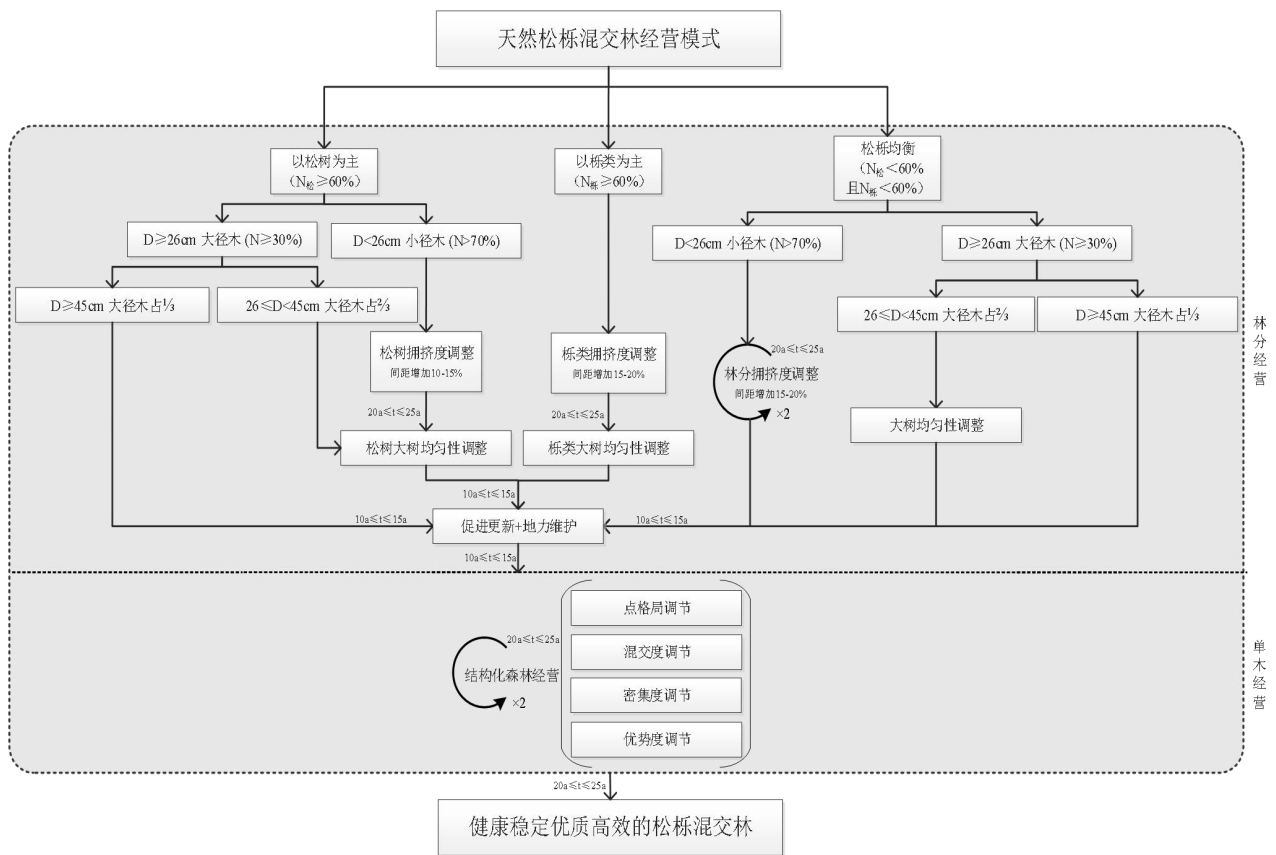 天然松栎混交林经营模式
以松树为主
（N松≥60%）
以栎类为主
（N栎≥60%）
松栎均衡
（N松＜60%
且N栎＜60%）
D≥26cm 大径木 (N≥30%)
D<26cm 小径木 (N>70%)
D<26cm 小径木 (N>70%)
D≥26cm 大径木 (N≥30%)
D≥45cm 大径木占⅓
26≤D<45cm 大径木占⅔
26≤D<45cm 大径木占⅔
D≥45cm 大径木占⅓
松树拥挤度调整
间距增加10-15%
栎类拥挤度调整
间距增加15-20%
20a≤t≤25a
林分拥挤度调整
间距增加15-20%
×2
20a≤t≤25a
20a≤t≤25a
大树均匀性调整
松树大树均匀性调整
栎类大树均匀性调整
10a≤t≤15a
10a≤t≤15a
促进更新+地力维护
10a≤t≤15a
10a≤t≤15a
林分经营
点格局调节
混交度调节
密集度调节
优势度调节
20a≤t≤25a
结构化森林经营
×2
单木经营
20a≤t≤25a
健康稳定优质高效的松栎混交林